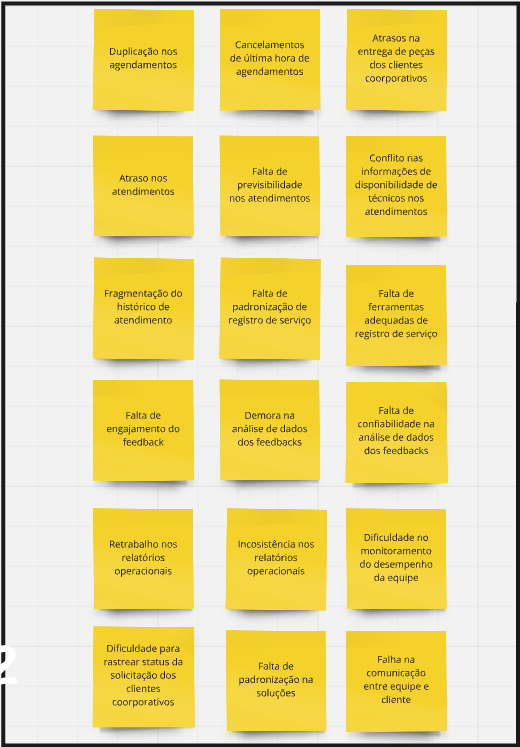 Duplicação nos
agendamentos
Cancelamentos
de última hora de
agendamentos
Atrasos na
entrega de peças
dos clientes
coorporativos
Atraso nos
atendimentos
Falta de
previsibilidade
nos atendimentos
Conflito nas
informações de
disponibilidade de
técnicos nos
atendimentos
Fragmentação do
histórico de
atendimento
Falta de
padronização de
registro de serviço
Falta de
ferramentas
adequadas de
registro de serviço
Falta de
engajamento do
feedback
Demora na
análise de dados
dos feedbacks
Falta de
confiabilidade na
análise de dados
dos feedbacks
Retrabalho nos
relatórios
operacionais
Incosistência nos
relatórios
operacionais
Dificuldade no
monitoramento
do desempenho
da equipe
2
Dificuldade para
rastrear status da
solicitação dos
clientes
coorporativos
Falta de
padronização na
soluções
Falha na
comunicação
entre equipe e
cliente